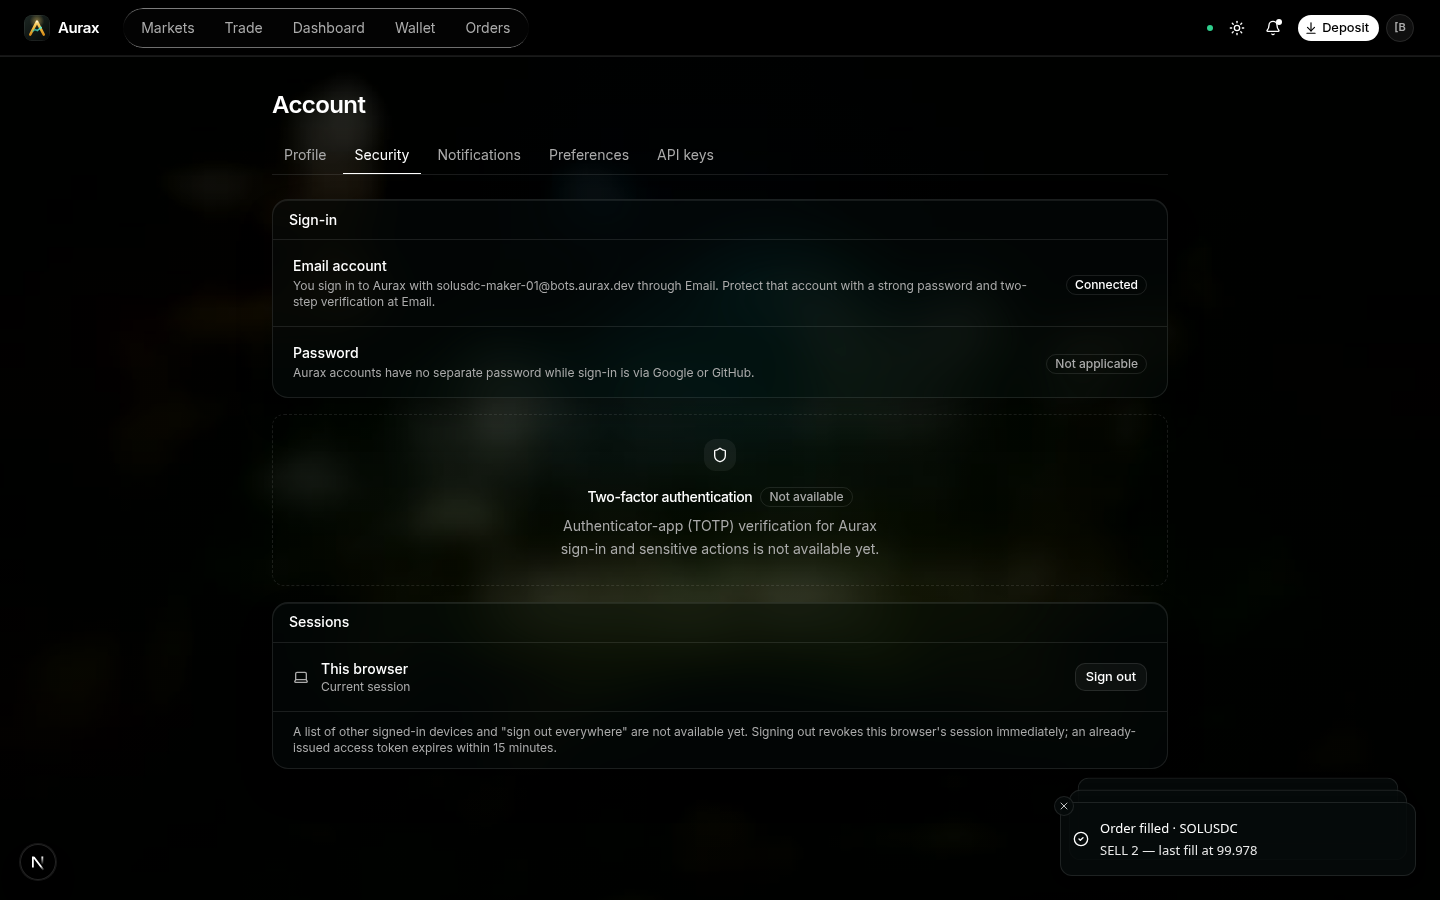 Aurax
Markets
Trade
Dashboard
Wallet
Orders
Deposit
[B
Account
Profile
Security
Notifications
Preferences
API keys
Sign-in
Email account
You sign in to Aurax with solusdc-maker-01@bots.aurax.dev through Email. Protect that account with a strong password and two-
step verification at Email.
Connected
Password
Aurax accounts have no separate password while sign-in is via Google or GitHub.
Not applicable
Two-factor authentication
Not available
Authenticator-app (TOTP) verification for Aurax
sign-in and sensitive actions is not available yet.
Sessions
This browser
Current session
Sign out
A list of other signed-in devices and "sign out everywhere" are not available yet. Signing out revokes this browser's session immediately; an already-
issued access token expires within 15 minutes.
Order filled · SOLUSDC
SELL 2 — last fill at 99.978
N